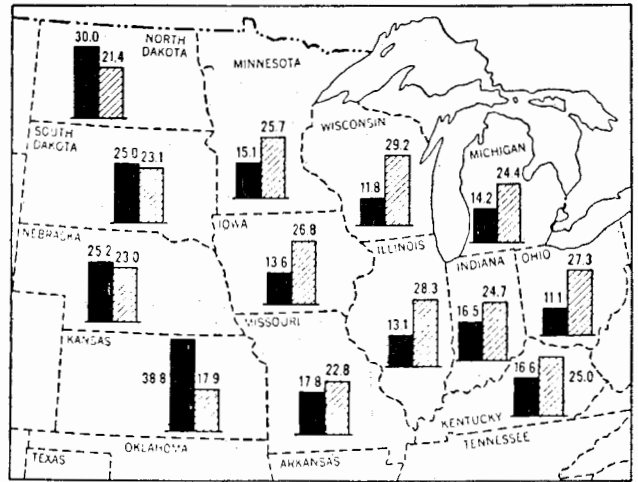 30.0
21.4
NORTH
DAKOTA
MINNESOTA
SOUTH
DAKOTA
25.0 23.1
15.1
25.7
WISCONSIN
29.2
11.8
MICHIGAN
24.4
14.2
NEBRASKA
25.2 23.0
IOWA
26.8
13.6
ILLINOIS
28.3
13.1
INDIANA
24.7
16.5
OHIO
27.3
11.1
KANSAS
38.8
17.9
MISSOURI
22.8
17.8
16.6
25.0
KENTUCKY
TENNESSEE
OKLAHOMA
TEXAS
ARKANSAS